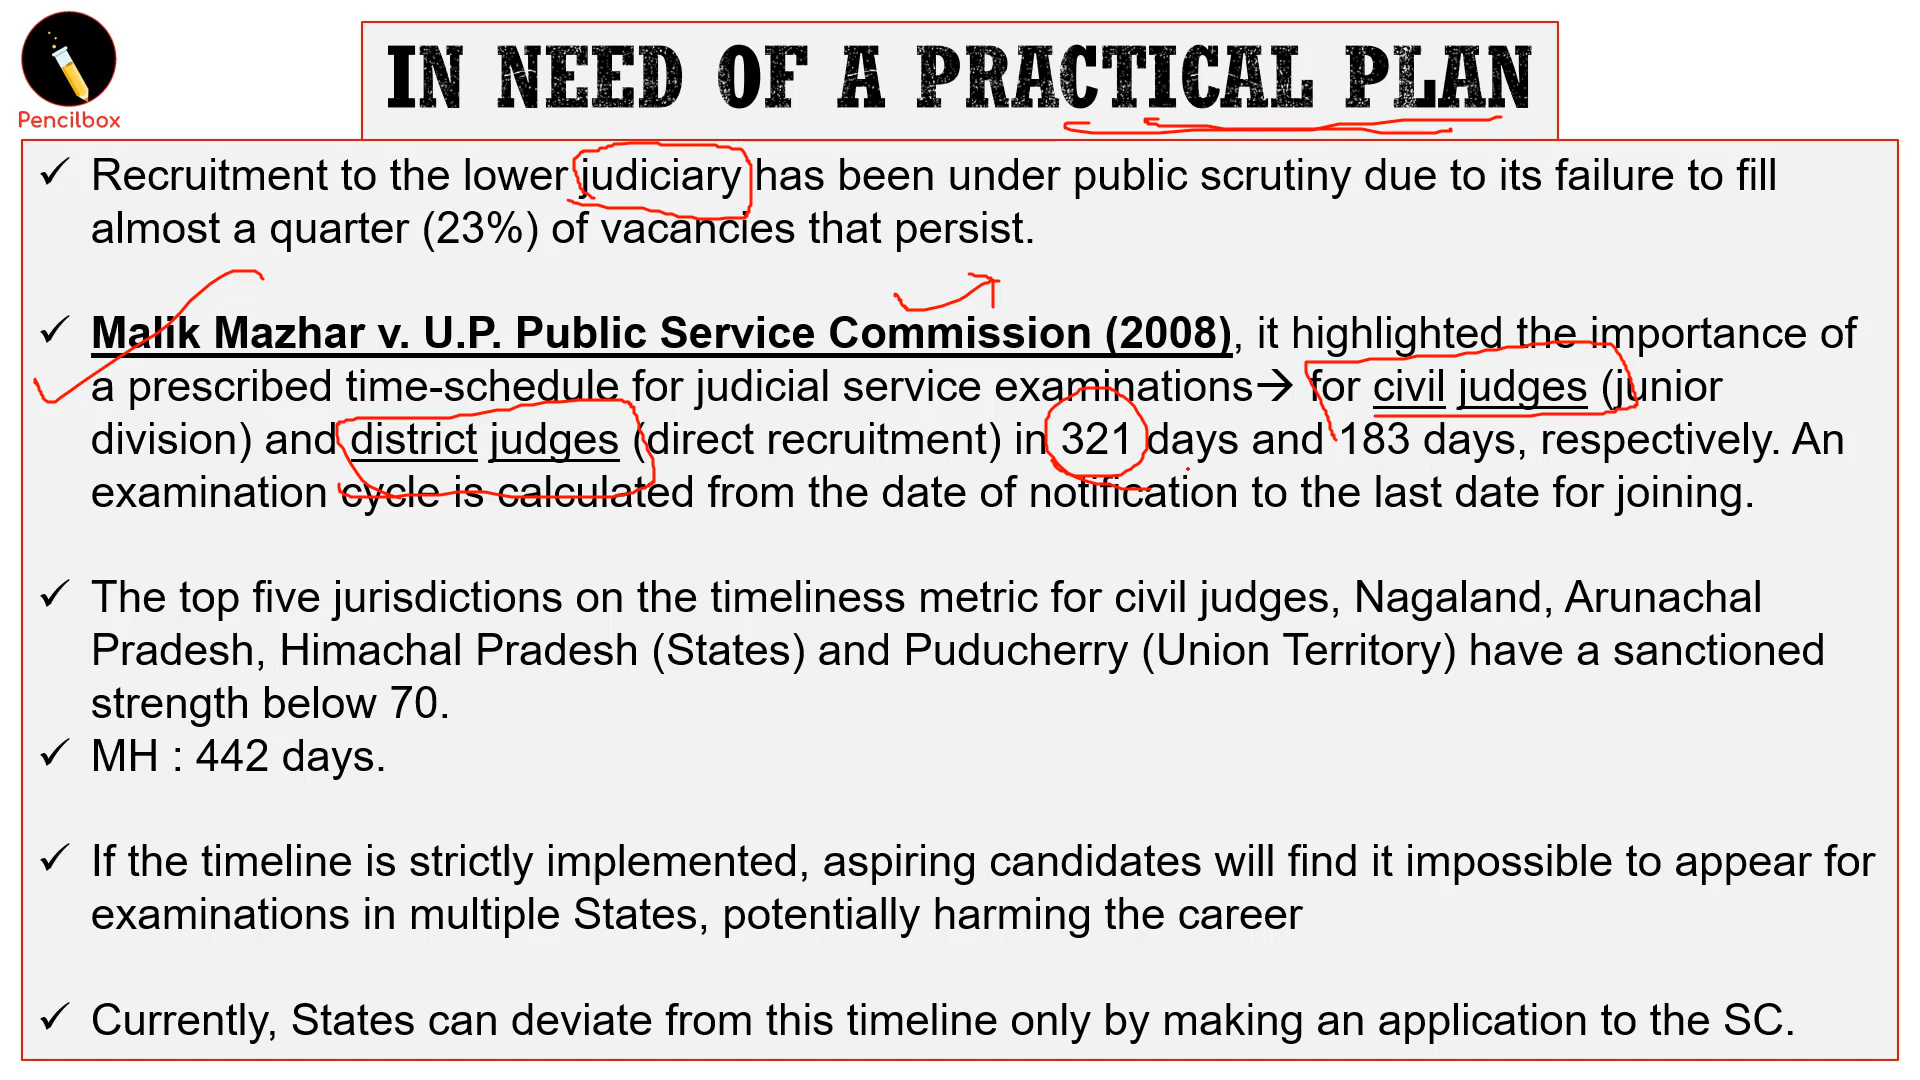 Pencilbox
IN NEED OF A PRACTICAL PLAN
✓ Recruitment to the lower judiciary has been under public scrutiny due to its failure to fill
almost a quarter (23%) of vacancies that persist.
✓ Malik Mazhar v. U.P. Public Service Commission (2008), it highlighted the importance of
a prescribed time-schedule for judicial service examinations→ for civil judges (junior
division) and district judges (direct recruitment) in 321 days and 183 days, respectively. An
examination cycle is calculated from the date of notification to the last date for joining.
✓ The top five jurisdictions on the timeliness metric for civil judges, Nagaland, Arunachal
Pradesh, Himachal Pradesh (States) and Puducherry (Union Territory) have a sanctioned
strength below 70.
✓ MH : 442 days.
✓ If the timeline is strictly implemented, aspiring candidates will find it impossible to appear for
examinations in multiple States, potentially harming the career
✓ Currently, States can deviate from this timeline only by making an application to the SC.